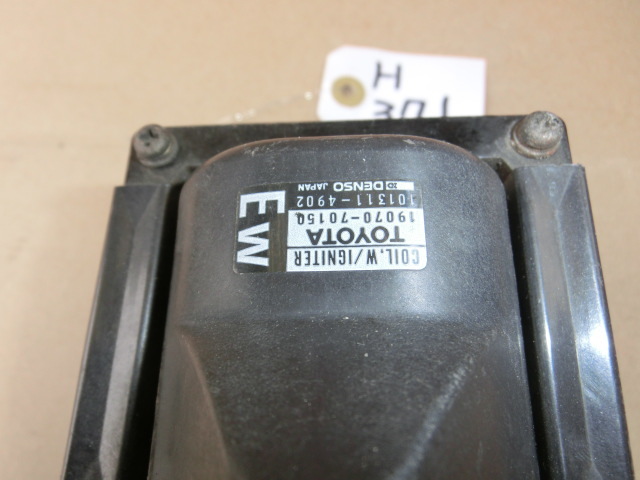 H
COIL,W/IGNITER
TOYOTA
19070-70150
101311-4902
DENSO JAPAN
EW